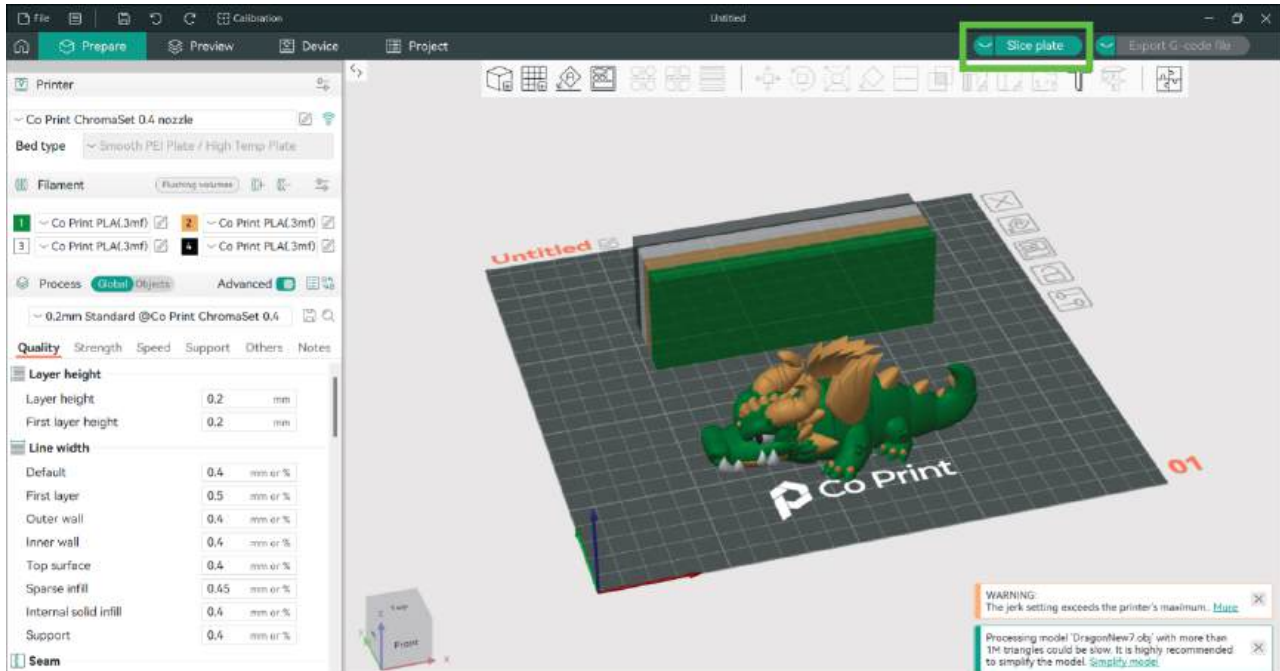 File
Calibration
Untitled
Prepare
Preview
Device
Project
Slice plate
Export G-code file
Printer
Co Print ChromaSet 0.4 nozzle
Bed type
Smooth PEI Plate / High Temp Plate
Filament
Flushing volumes
1 Co Print PLA(.3mf) 2 Co Print PLA(.3mf)
3 Co Print PLA(.3mf) 4 Co Print PLA(.3mf)
Process Global Objects Advanced
0.2mm Standard @Co Print ChromaSet 0.4
Quality Strength Speed Support Others Notes
Layer height
Layer height 0.2 mm
First layer height 0.2 mm
Line width
Default 0.4 mm or %
First layer 0.5 mm or %
Outer wall 0.4 mm or %
Inner wall 0.4 mm or %
Top surface 0.4 mm or %
Sparse infill 0.45 mm or %
Internal solid infill 0.4 mm or %
Support 0.4 mm or %
Seam
Untitled
Co Print
01
Front
WARNING:
The jerk setting exceeds the printer's maximum.. More
Processing model 'DragonNew7.obj' with more than
1M triangles could be slow. It is highly recommended
to simplify the model. Simplify model